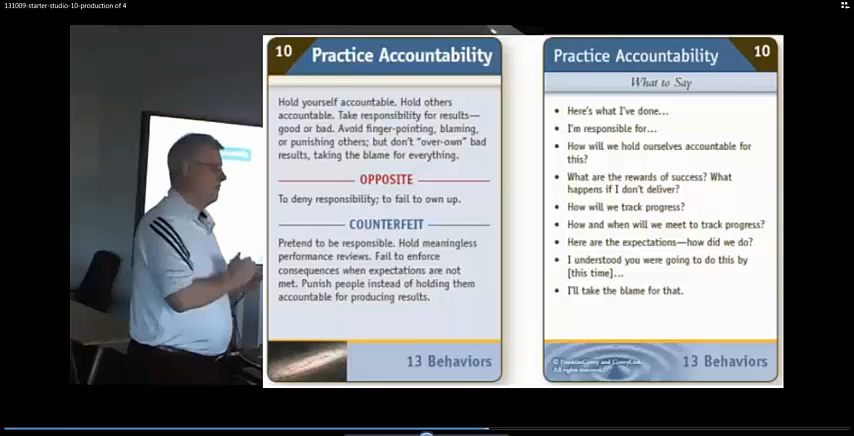 131009-starter-studio-10-production of 4
10 Practice Accountability
Hold yourself accountable. Hold others
accountable. Take responsibility for results—
good or bad. Avoid finger-pointing, blaming,
or punishing others; but don't "over-own" bad
results, taking the blame for everything.
OPPOSITE
To deny responsibility; to fail to own up.
COUNTERFEIT
Pretend to be responsible. Hold meaningless
performance reviews. Fail to enforce
consequences when expectations are not
met. Punish people instead of holding them
accountable for producing results.
13 Behaviors
Practice Accountability 10
What to Say
• Here's what I've done...
• I'm responsible for...
• How will we hold ourselves accountable for
this?
• What are the rewards of success? What
happens if I don't deliver?
• How will we track progress?
• How and when will we meet to track progress?
• Here are the expectations—how did we do?
• I understood you were going to do this by
[this time]...
• I'll take the blame for that.
© FranklinCovey and CoveyLink.
All rights reserved.
13 Behaviors